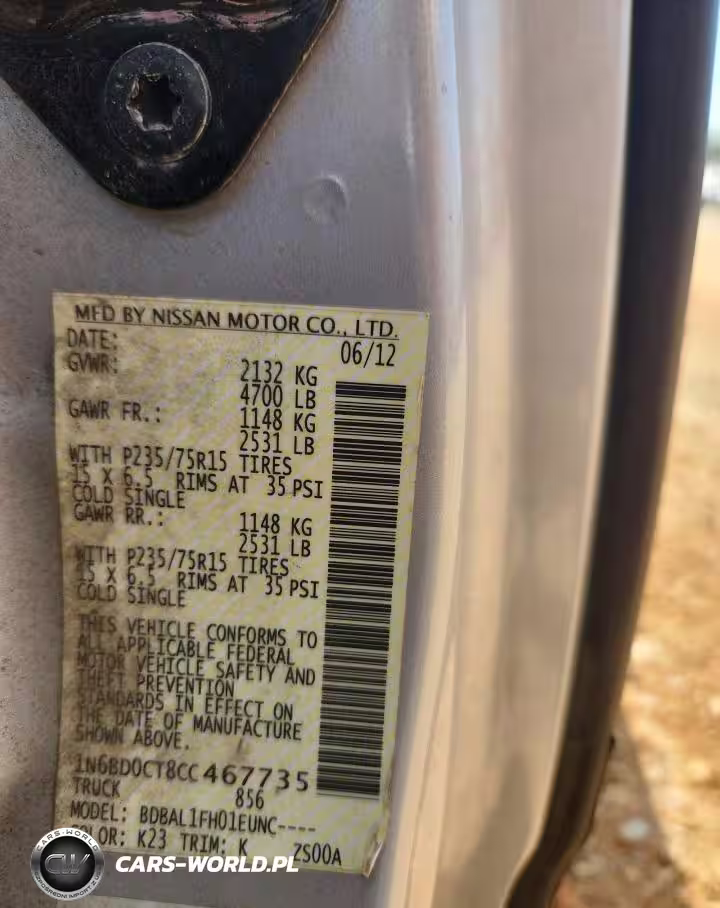 MFD BY NISSAN MOTOR CO., LTD.
DATE: 06/12
GVWR: 2132 KG
4700 LB
GAWR FR.: 1148 KG
2531 LB
WITH P235/75R15 TIRES
15 X 6.5 RIMS AT 35 PSI
COLD SINGLE
GAWR RR.: 1148 KG
2531 LB
WITH P235/75R15 TIRES
15 X 6.5 RIMS AT 35 PSI
COLD SINGLE
THIS VEHICLE CONFORMS TO
ALL APPLICABLE FEDERAL
MOTOR VEHICLE SAFETY AND
THEFT PREVENTION
STANDARDS IN EFFECT ON
THE DATE OF MANUFACTURE
SHOWN ABOVE.
1N6BD0CT8CC467735
TRUCK 856
MODEL: BDBAL1FH01EUNC----
COLOR: K23 TRIM: K 2S00A
CARS-WORLD
CW
CARS-WORLD.PL